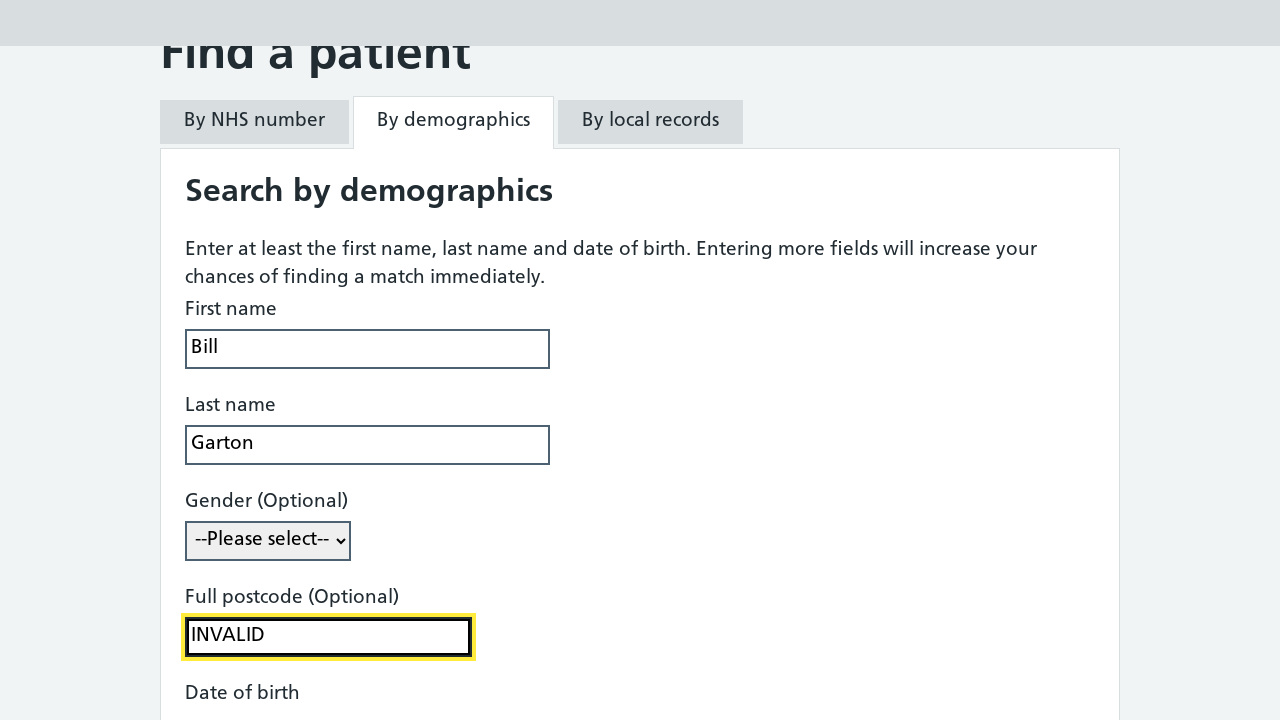 Find a patient
By NHS number
By demographics
By local records
Search by demographics
Enter at least the first name, last name and date of birth. Entering more fields will increase your
chances of finding a match immediately.
First name
Bill
Last name
Garton
Gender (Optional)
--Please select--
Full postcode (Optional)
INVALID
Date of birth